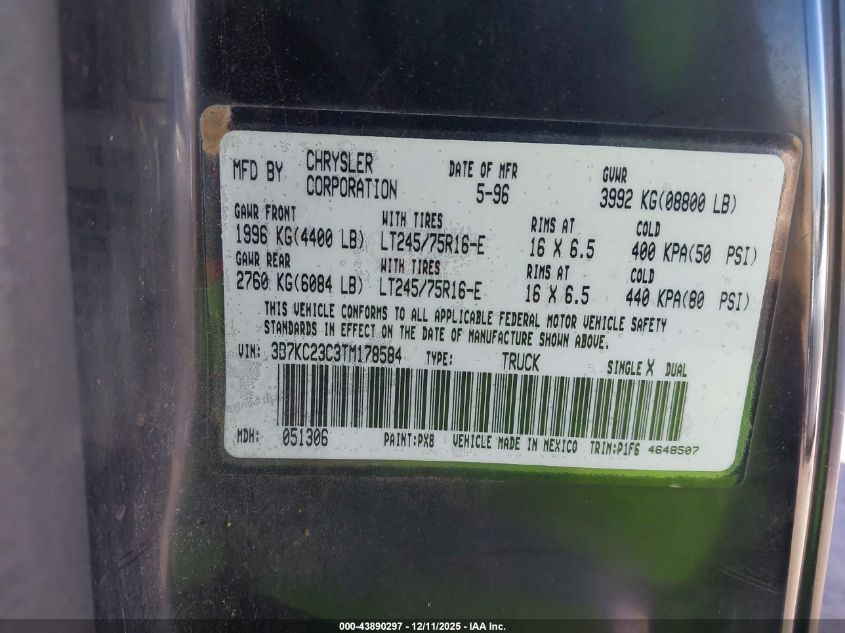 MFD BY CHRYSLER CORPORATION DATE OF MFR 5-96 GVWR 3992 KG(08800 LB)
GAWR FRONT WITH TIRES RIMS AT COLD
1996 KG(4400 LB) LT245/75R16-E 16 X 6.5 400 KPA(50 PSI)
GAWR REAR WITH TIRES RIMS AT COLD
2760 KG(6084 LB) LT245/75R16-E 16 X 6.5 440 KPA(80 PSI)
THIS VEHICLE CONFORMS TO ALL APPLICABLE FEDERAL MOTOR VEHICLE SAFETY
STANDARDS IN EFFECT ON THE DATE OF MANUFACTURE SHOWN ABOVE.
VIN: 3B7KC23C3TM178584 TYPE: TRUCK SINGLE X DUAL
MDH: 051306 PAINT:PX8 VEHICLE MADE IN MEXICO TRIM:P1F6 4648507
000-43890297 - 12/11/2025 - IAA Inc.